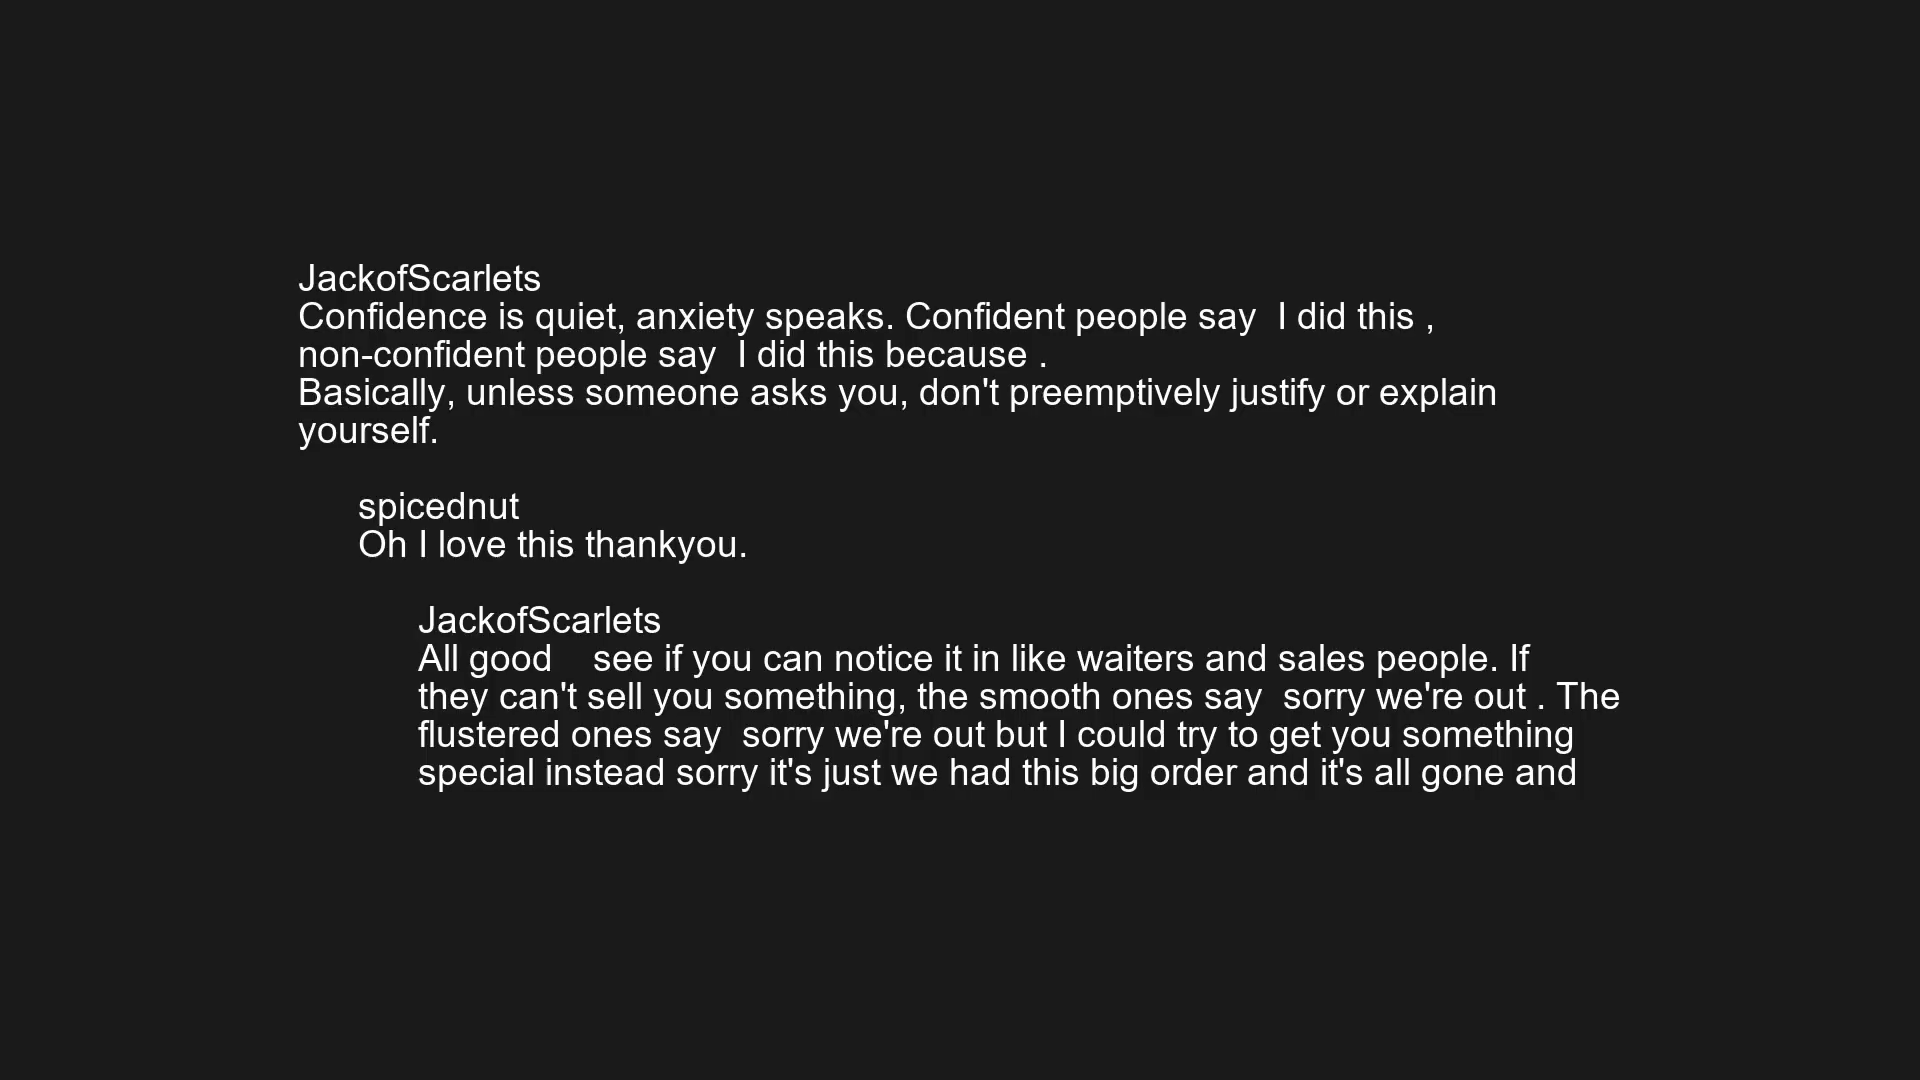 JackofScarlets
Confidence is quiet, anxiety speaks. Confident people say  I did this ,
non-confident people say  I did this because .
Basically, unless someone asks you, don't preemptively justify or explain
yourself.
spicednut
Oh I love this thankyou.
JackofScarlets
All good    see if you can notice it in like waiters and sales people. If
they can't sell you something, the smooth ones say  sorry we're out . The
flustered ones say  sorry we're out but I could try to get you something
special instead sorry it's just we had this big order and it's all gone and